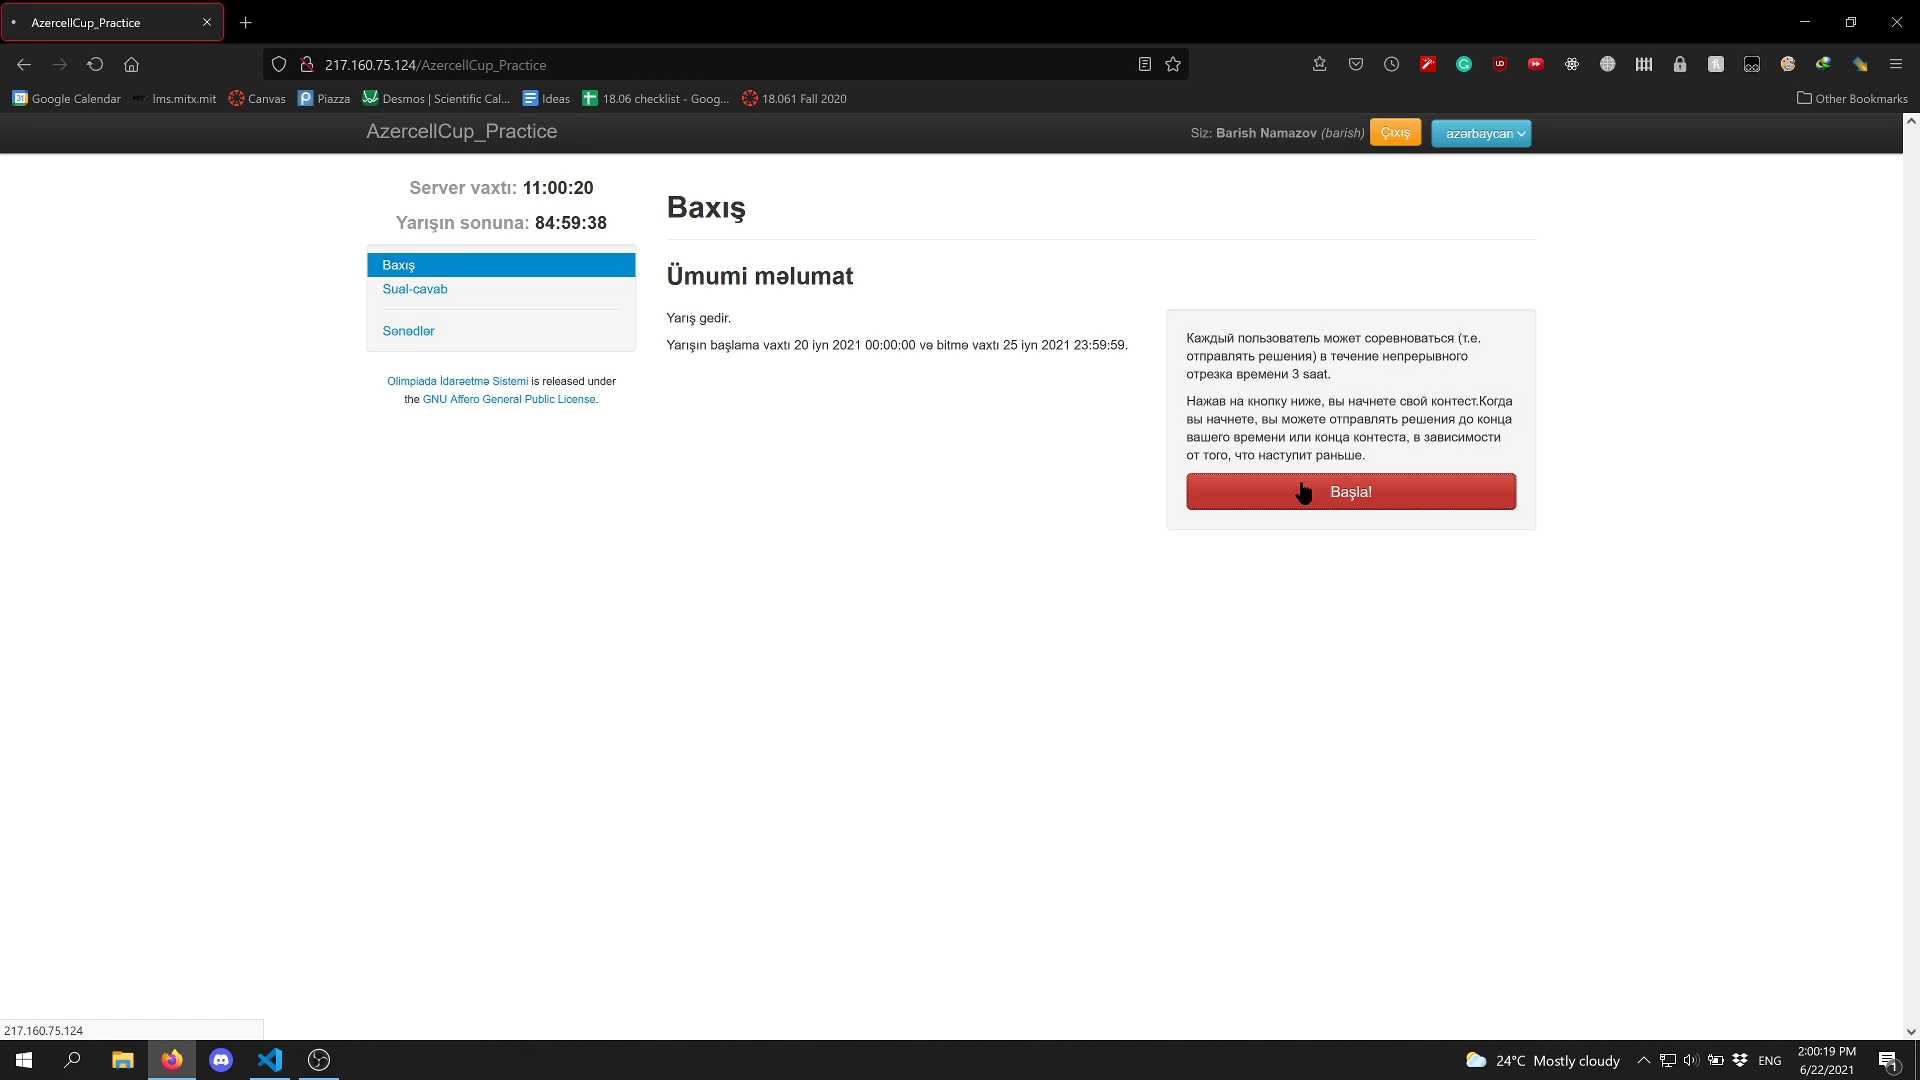 AzercellCup_Practice
217.160.75.124/AzercellCup_Practice
Google Calendar
lms.mitx.mit
Canvas
Piazza
Desmos | Scientific Cal...
Ideas
18.06 checklist - Goog...
18.061 Fall 2020
Other Bookmarks
AzercellCup_Practice
Siz: Barish Namazov (barish)
Çıxış
azərbaycan
Server vaxtı: 11:00:20
Yarışın sonuna: 84:59:38
Baxış
Sual-cavab
Sənədlər
Olimpiada İdarəetmə Sistemi is released under
the GNU Affero General Public License.
Baxış
Ümumi məlumat
Yarış gedir.
Yarışın başlama vaxtı 20 iyn 2021 00:00:00 və bitmə vaxtı 25 iyn 2021 23:59:59.
Каждый пользователь может соревноваться (т.е.
отправлять решения) в течение непрерывного
отрезка времени 3 saat.
Нажав на кнопку ниже, вы начнете свой контест.Когда
вы начнете, вы можете отправлять решения до конца
вашего времени или конца контеста, в зависимости
от того, что наступит раньше.
Başla!
217.160.75.124
24°C Mostly cloudy
ENG
2:00:19 PM
6/22/2021
1